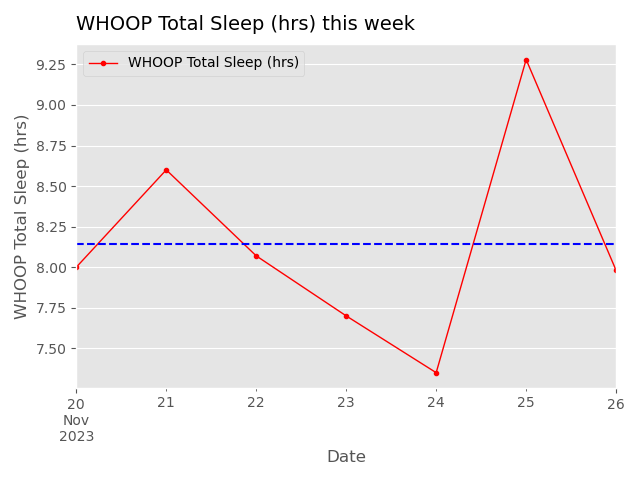 WHOOP Total Sleep (hrs) this week
WHOOP Total Sleep (hrs)
WHOOP Total Sleep (hrs)
9.25
9.00
8.75
8.50
8.25
8.00
7.75
7.50
20 21 22 23 24 25 26
Nov
2023
Date